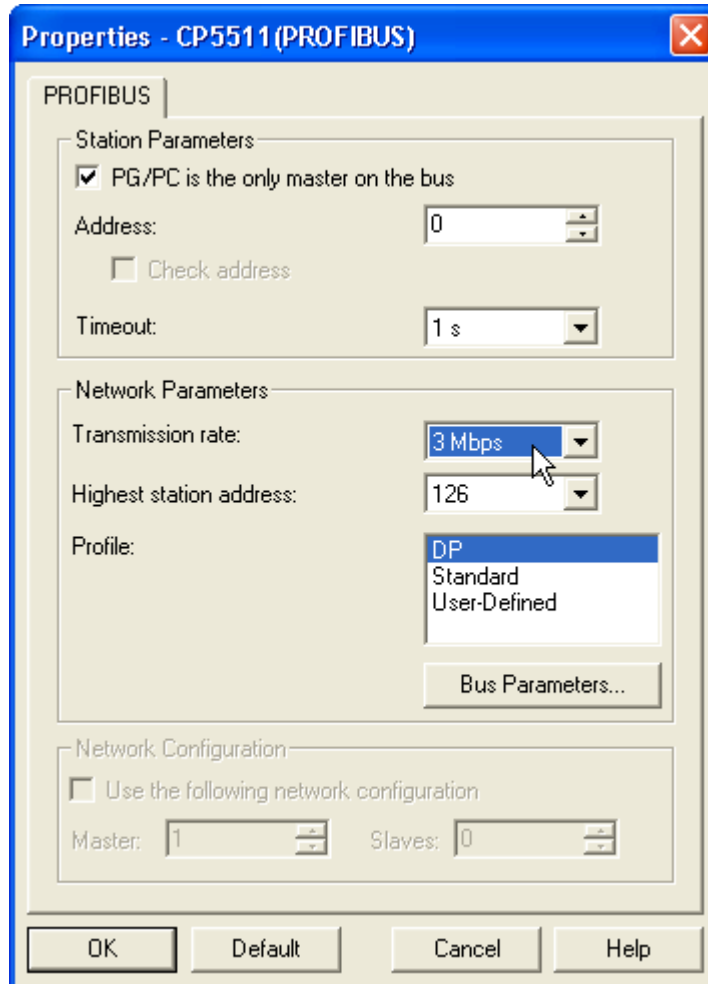 Properties - CP5511(PROFIBUS)
PROFIBUS
Station Parameters
PG/PC is the only master on the bus
Address: 0
Check address
Timeout: 1 s
Network Parameters
Transmission rate: 3 Mbps
Highest station address: 126
Profile: DP
Standard
User-Defined
Bus Parameters...
Network Configuration
Use the following network configuration
Master: 1 Slaves: 0
OK Default Cancel Help